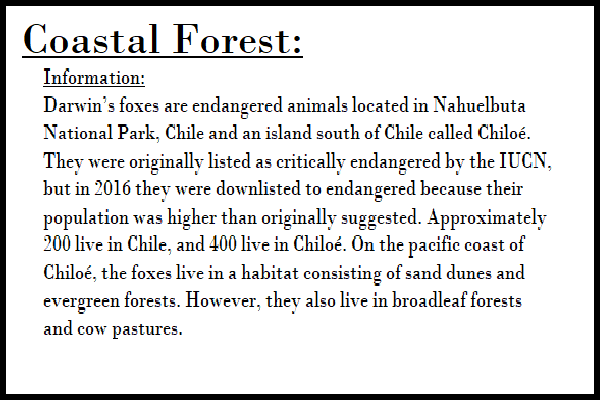 Coastal Forest:
Information:
Darwin's foxes are endangered animals located in Nahuelbuta
National Park, Chile and an island south of Chile called Chiloé.
They were originally listed as critically endangered by the IUCN,
but in 2016 they were downlisted to endangered because their
population was higher than originally suggested. Approximately
200 live in Chile, and 400 live in Chiloé. On the pacific coast of
Chiloé, the foxes live in a habitat consisting of sand dunes and
evergreen forests. However, they also live in broadleaf forests
and cow pastures.